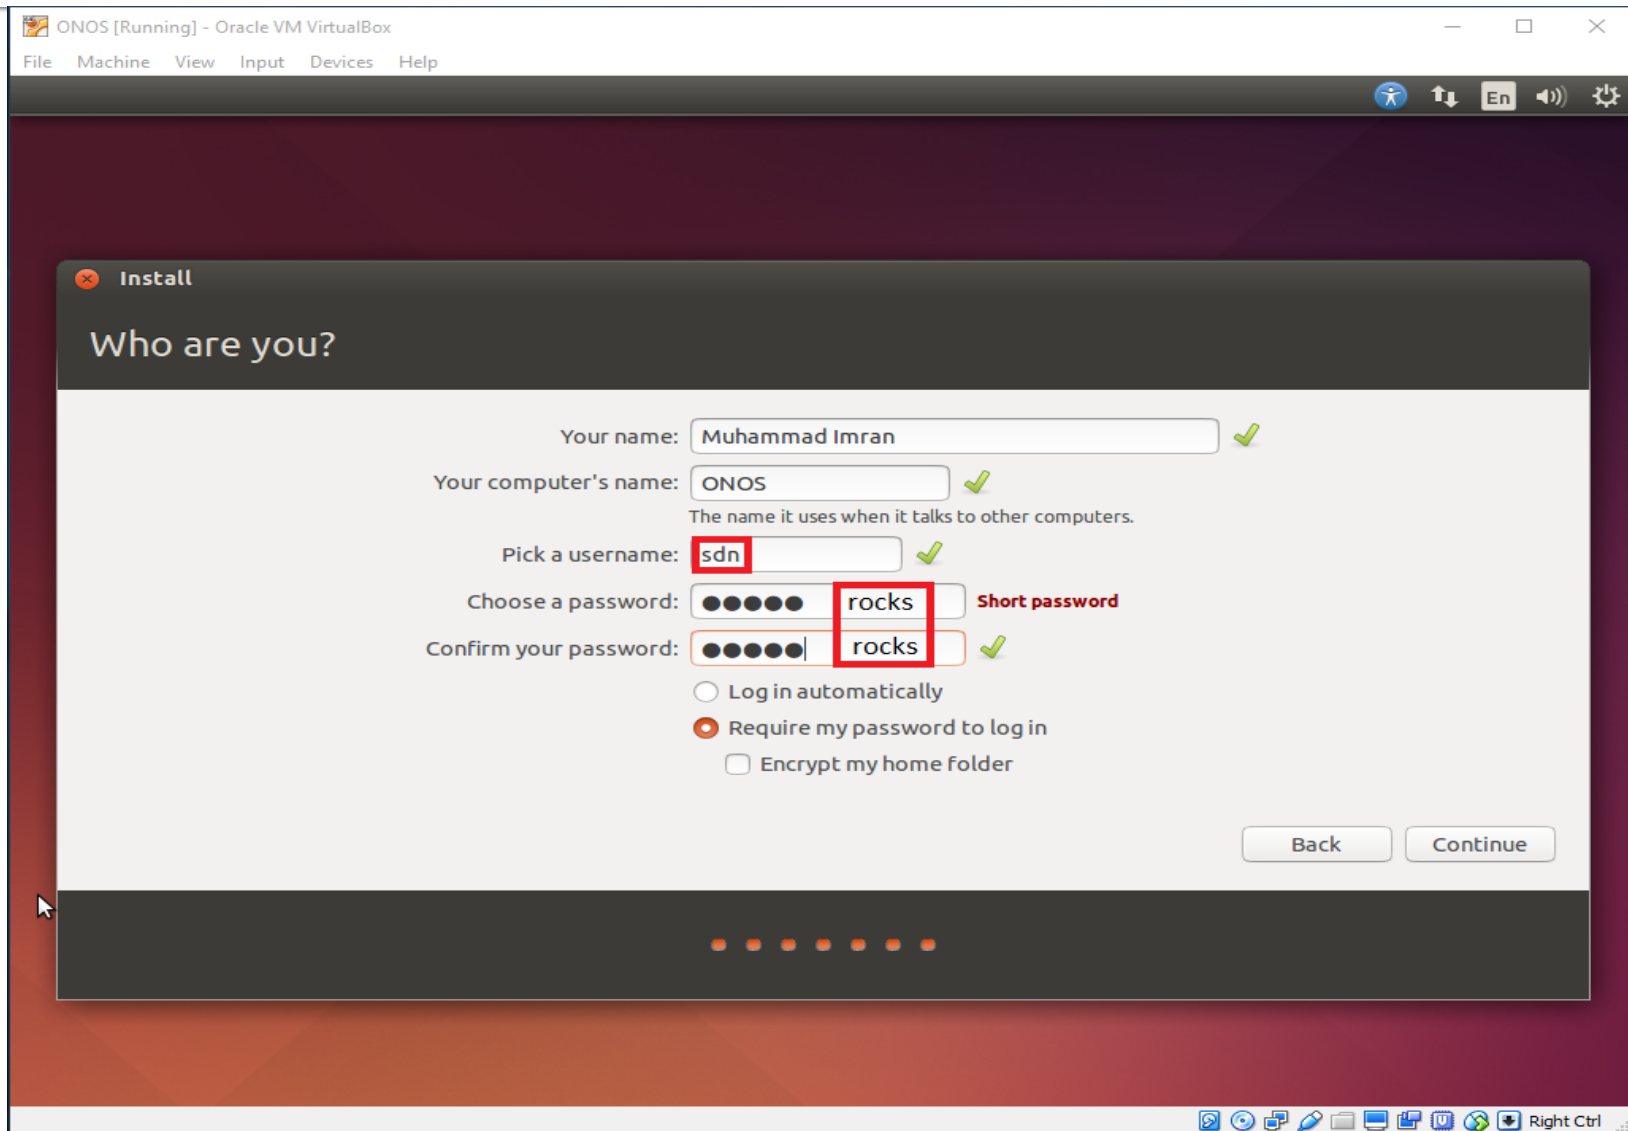 ONOS [Running] - Oracle VM VirtualBox
File Machine View Input Devices Help
En
Install
Who are you?
Your name: Muhammad Imran
Your computer's name: ONOS
The name it uses when it talks to other computers.
Pick a username: sdn
Choose a password: ●●●●● rocks Short password
Confirm your password: ●●●●● rocks
Log in automatically
Require my password to log in
Encrypt my home folder
Back Continue
Right Ctrl